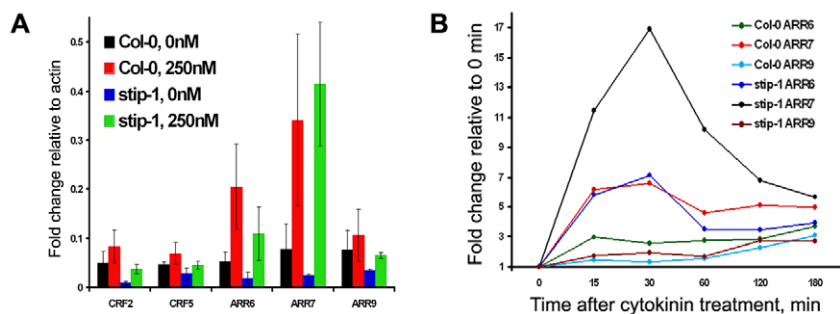 A
Fold change relative to actin
0.5
0.4
0.3
0.2
0.1
0
Col-0, 0nM
Col-0, 250nM
stip-1, 0nM
stip-1, 250nM
CRF2 CRF5 ARR6 ARR7 ARR9
B
Fold change relative to 0 min
17
15
13
11
9
7
5
3
1
Col-0 ARR6
Col-0 ARR7
Col-0 ARR9
stip-1 ARR6
stip-1 ARR7
stip-1 ARR9
0 15 30 60 120 180
Time after cytokinin treatment, min